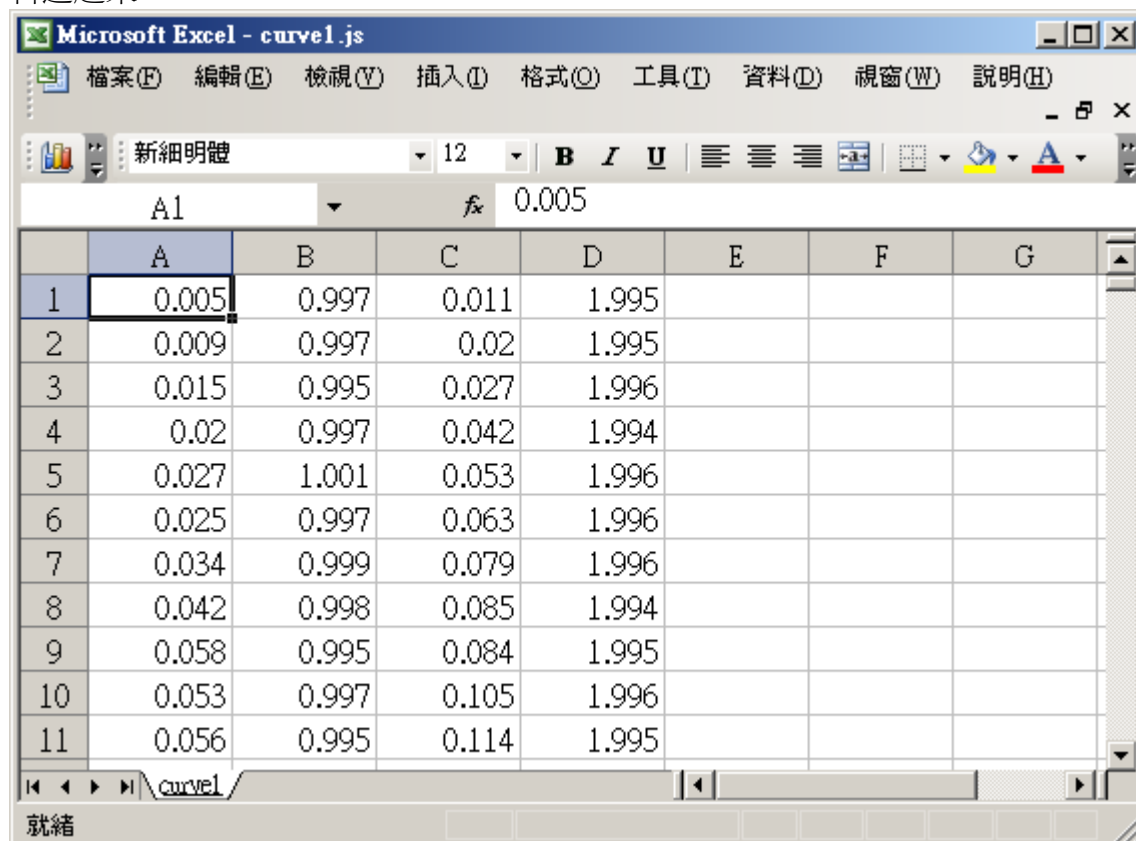 Microsoft Excel - curve1.js
檔案(F) 編輯(E) 檢視(V) 插入(I) 格式(O) 工具(T) 資料(D) 視窗(W) 說明(H)
新細明體 12 B I U A
A1 fx 0.005
A B C D E F G
1 0.005 0.997 0.011 1.995
2 0.009 0.997 0.02 1.995
3 0.015 0.995 0.027 1.996
4 0.02 0.997 0.042 1.994
5 0.027 1.001 0.053 1.996
6 0.025 0.997 0.063 1.996
7 0.034 0.999 0.079 1.996
8 0.042 0.998 0.085 1.994
9 0.058 0.995 0.084 1.995
10 0.053 0.997 0.105 1.996
11 0.056 0.995 0.114 1.995
curve1
就緒